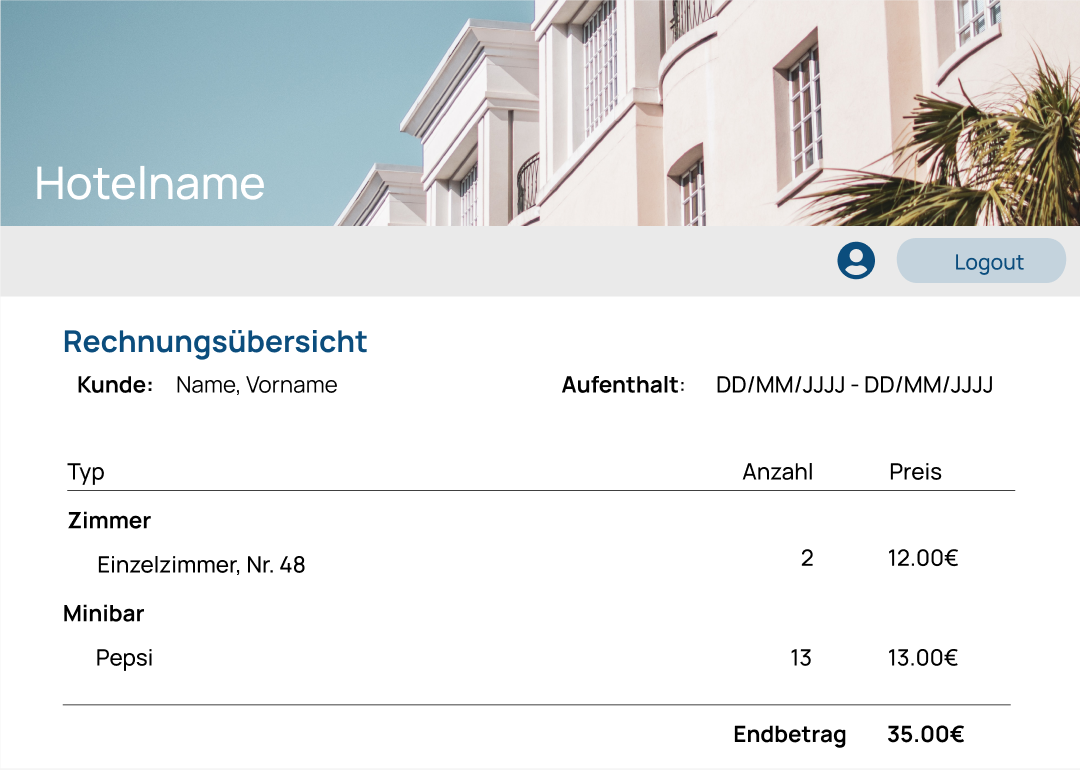 Hotelname
Logout
Rechnungsübersicht
Kunde: Name, Vorname Aufenthalt: DD/MM/JJJJ - DD/MM/JJJJ
Typ Anzahl Preis
Zimmer
Einzelzimmer, Nr. 48 2 12.00€
Minibar
Pepsi 13 13.00€
Endbetrag 35.00€